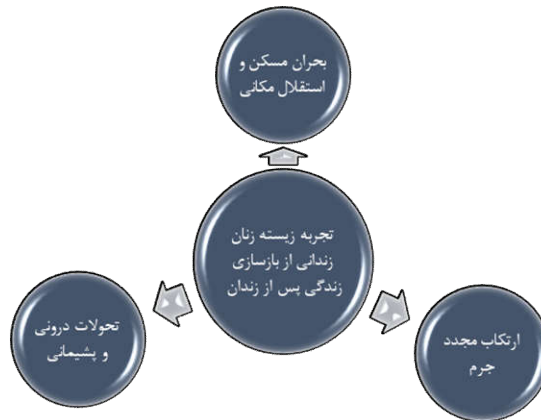 بحران مسکن و
استقلال مکانی
تجربه زیسته زنان
زندانی از بازسازی
زندگی پس از زندان
ارتکاب مجدد
جرم
تحولات درونی
و پشیمانی